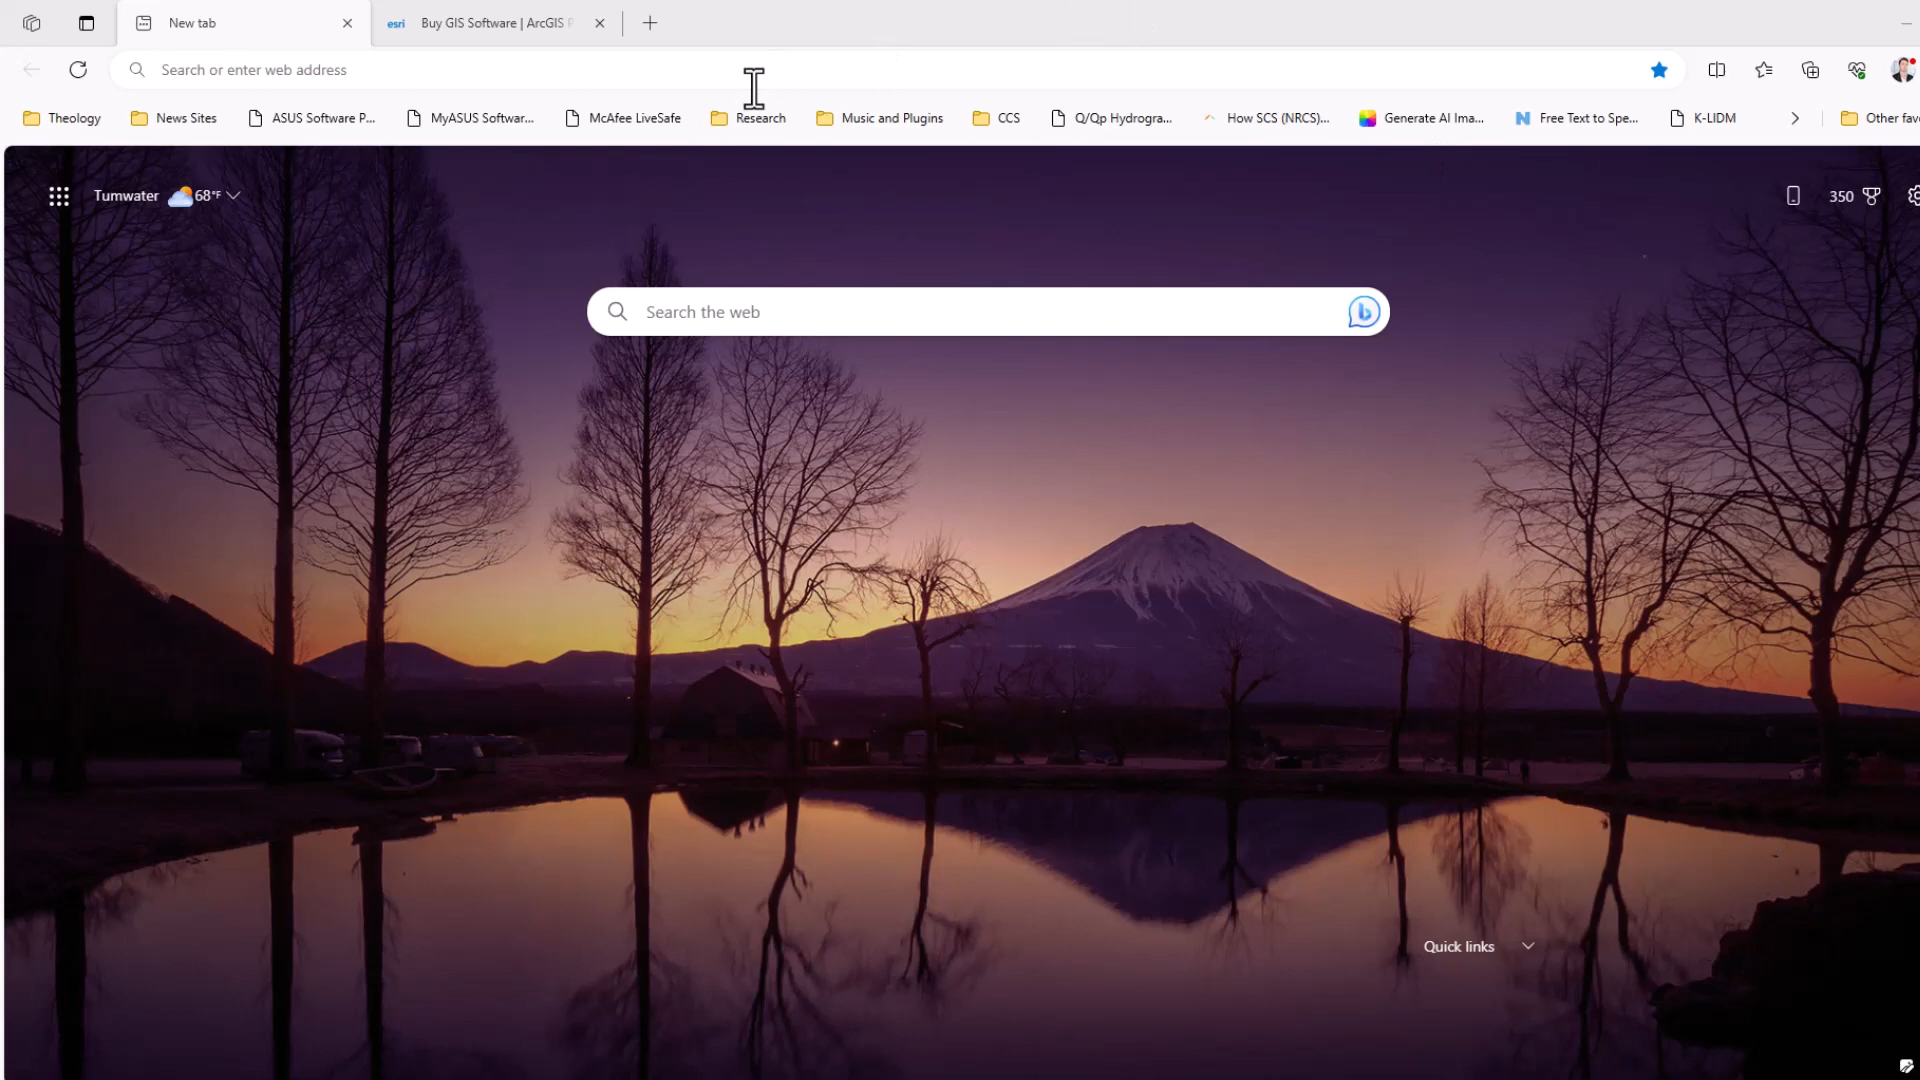 New tab
esri Buy GIS Software | ArcGIS P
Search or enter web address
Theology News Sites ASUS Software P... MyASUS Softwar... McAfee LiveSafe Research Music and Plugins CCS Q/Qp Hydrogra... How SCS (NRCS)... Generate AI Ima... Free Text to Spe... K-LIDM Other favo
Tumwater 68°F
350
Search the web
Quick links